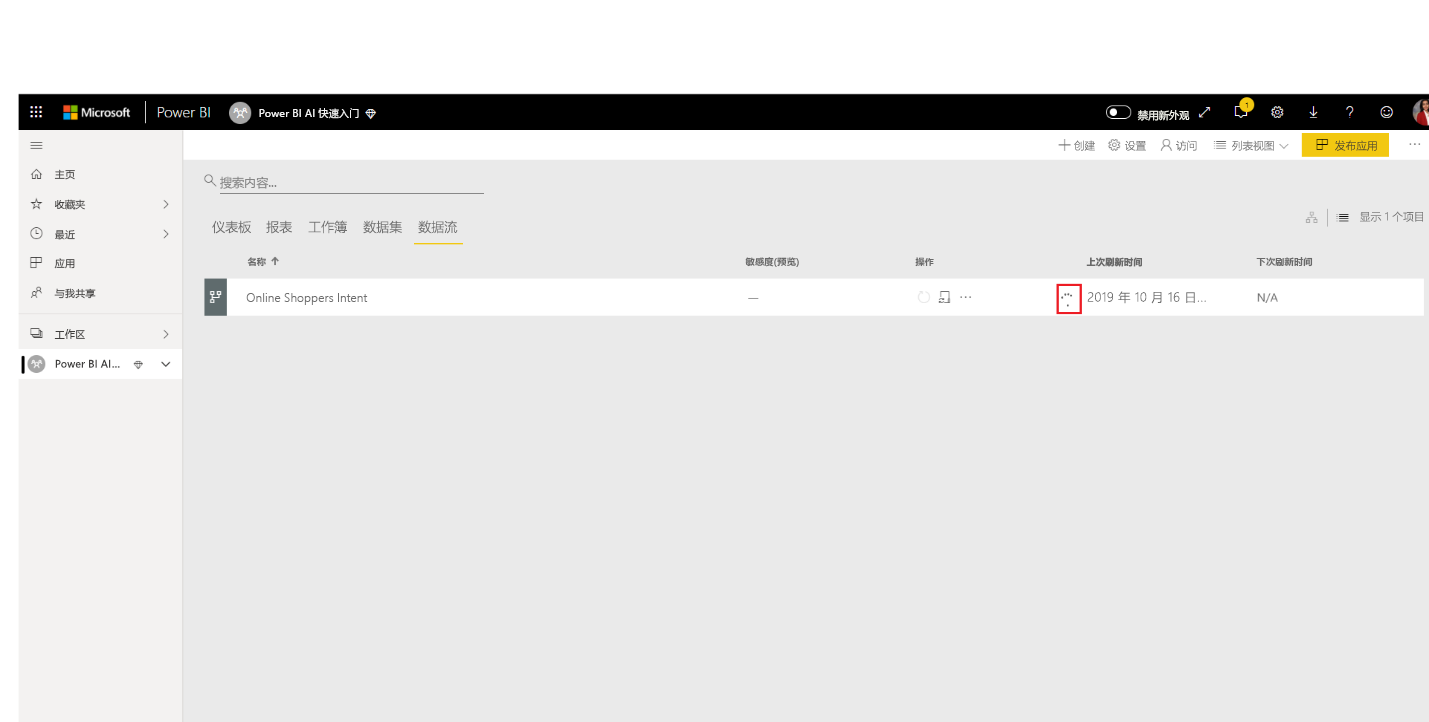 Microsoft Power BI Power BI AI 快速入门 禁用新外观 1 ?
创建 设置 访问 列表视图 发布应用 ...
主页
收藏夹
最近
应用
与我共享
工作区
Power BI AI...
搜索内容...
仪表板 报表 工作簿 数据集 数据流
显示 1 个项目
名称 敏感度(预览) 操作 上次刷新时间 下次刷新时间
Online Shoppers Intent — ... 2019 年 10 月 16 日... N/A